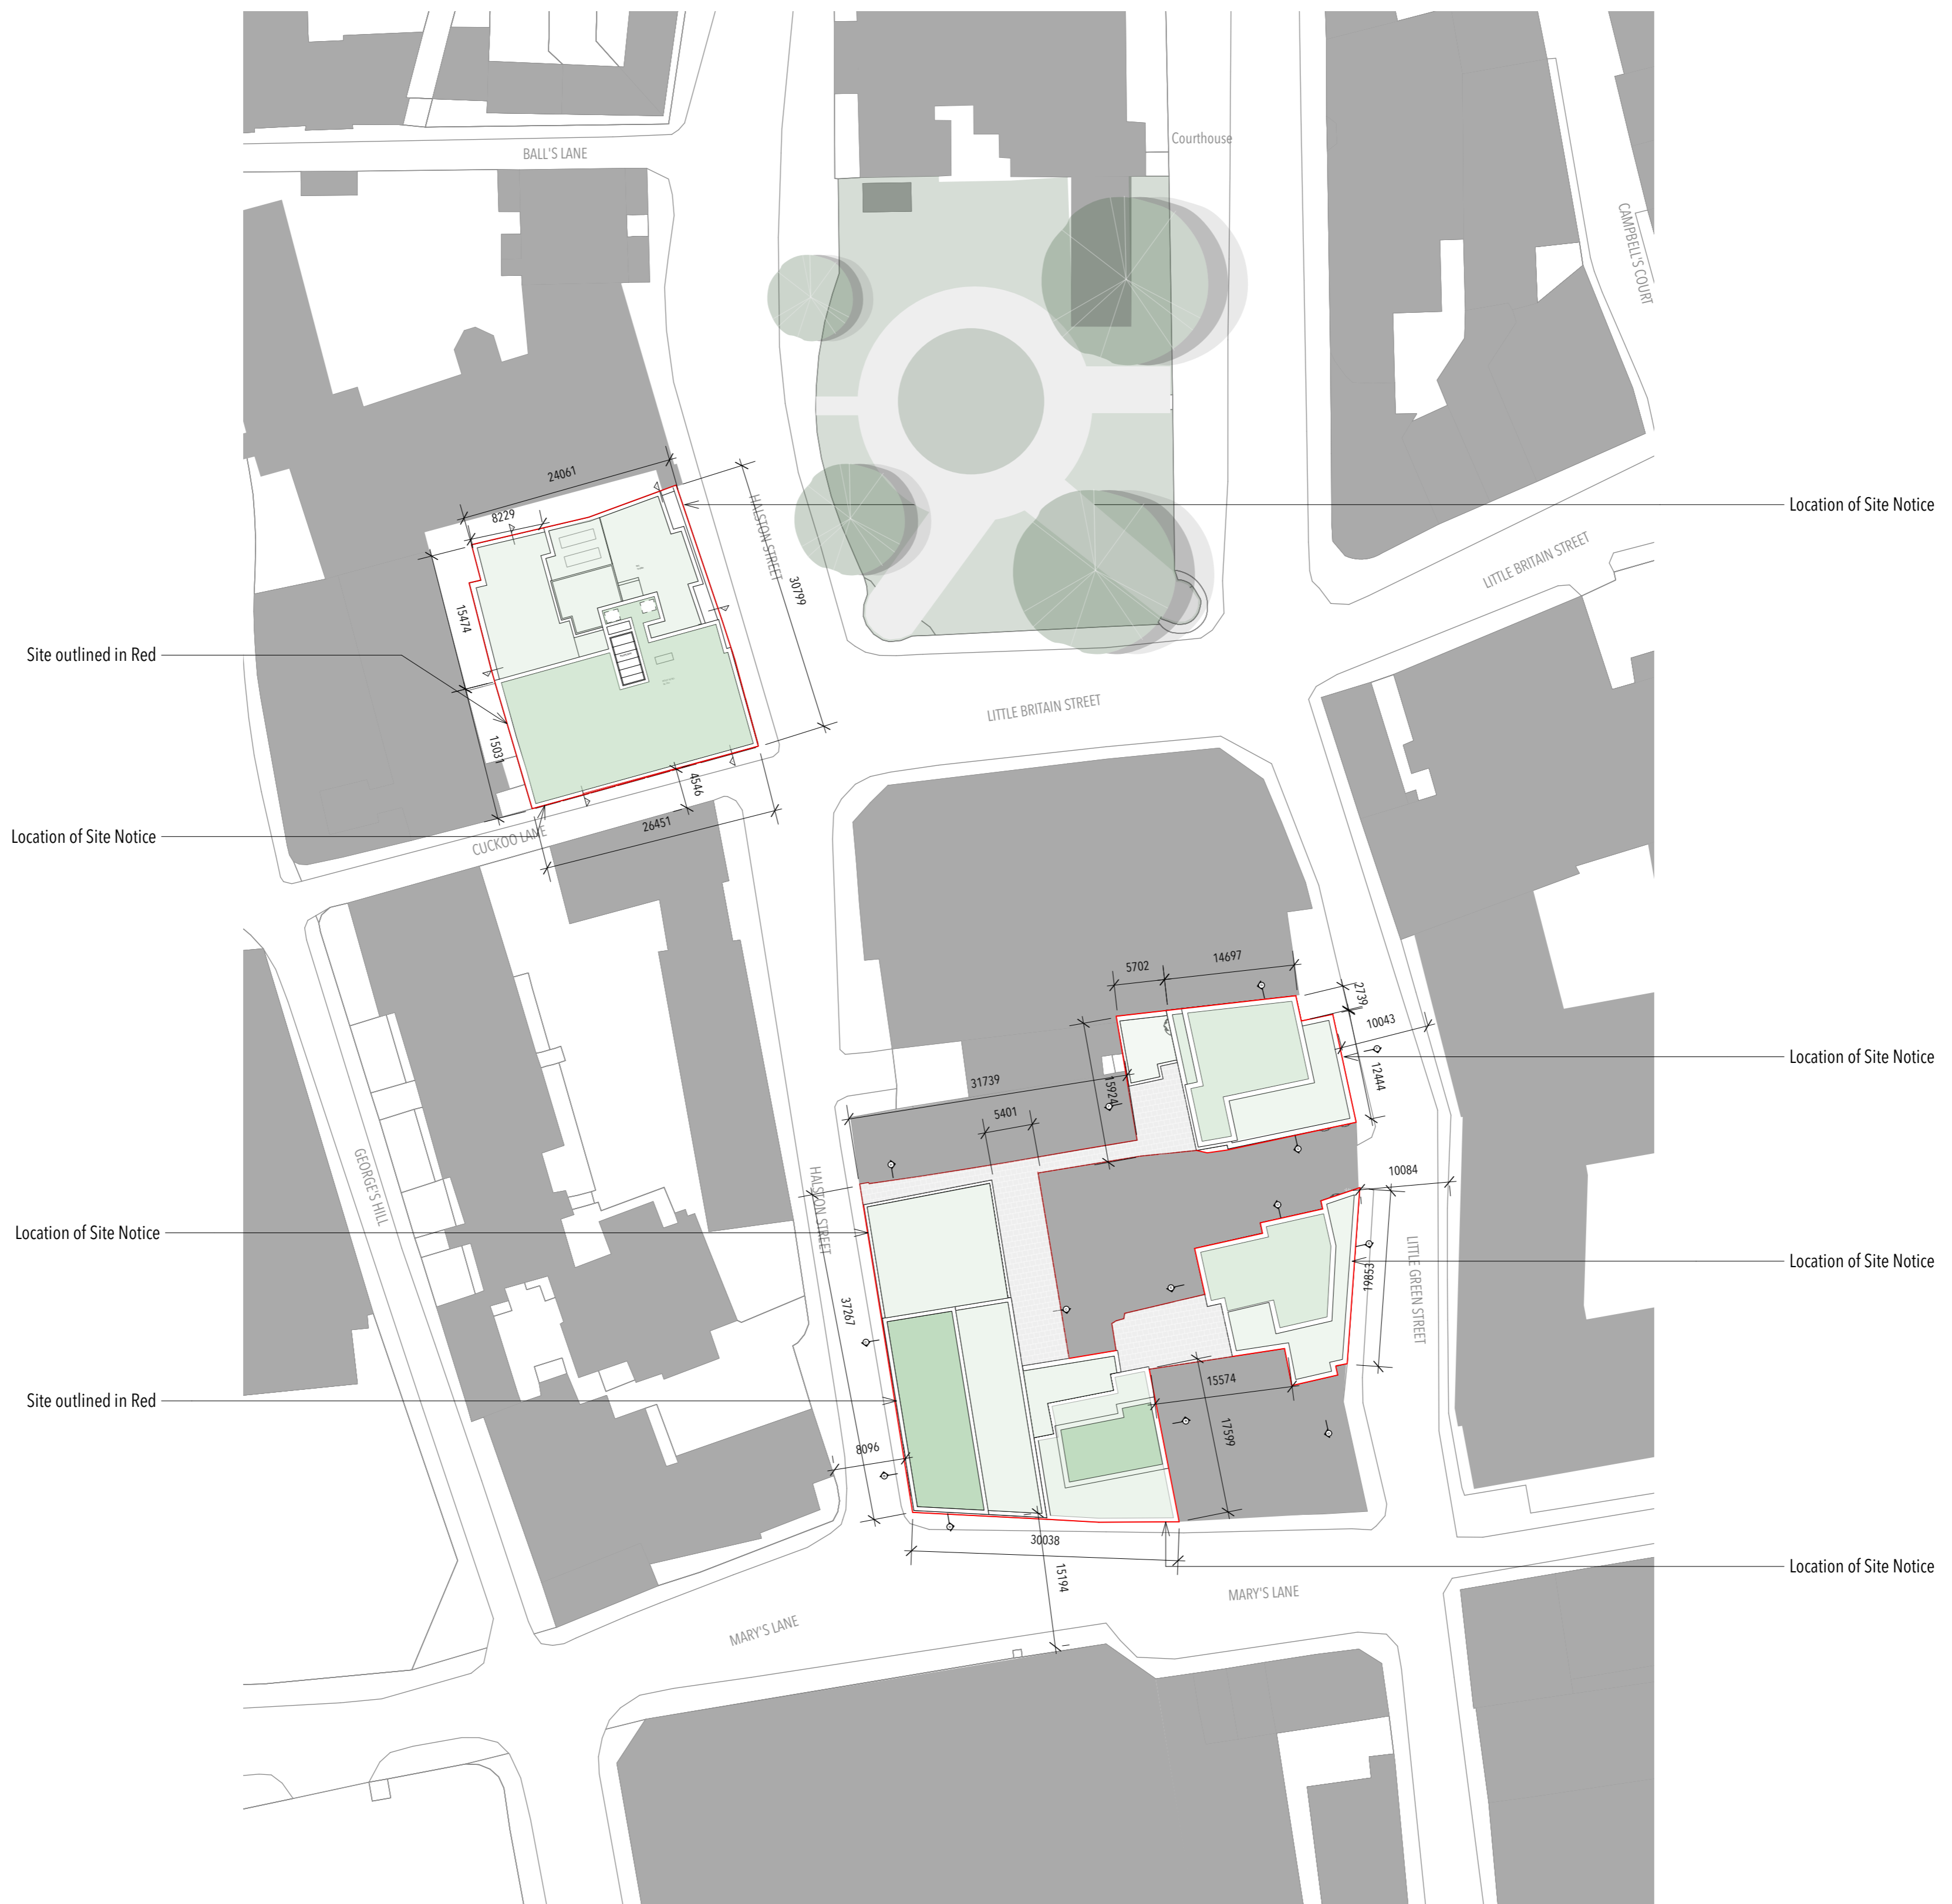 BALL'S LANE
Courthouse
CAMPBELL'S COURT
24061
8229
HALSTON STREET
Location of Site Notice
LITTLE BRITAIN STREET
30799
15474
Site outlined in Red
LITTLE BRITAIN STREET
15031
4546
26451
Location of Site Notice
CUCKOO LANE
5702
14697
2739
10043
Location of Site Notice
31739
15924
12444
5401
GEORGE'S HILL
HALSTON STREET
10084
Location of Site Notice
LITTLE GREEN STREET
Location of Site Notice
19853
37267
15574
Site outlined in Red
17599
8096
30038
Location of Site Notice
15194
MARY'S LANE
MARY'S LANE